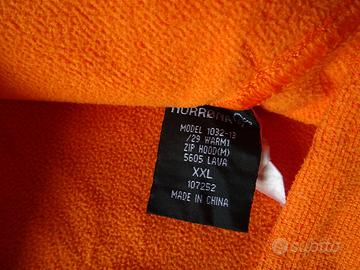 MODEL 1032-13
/29 WARM1
ZIP HOOD(M)
5605 LAVA
XXL
107252
MADE IN CHINA
subito